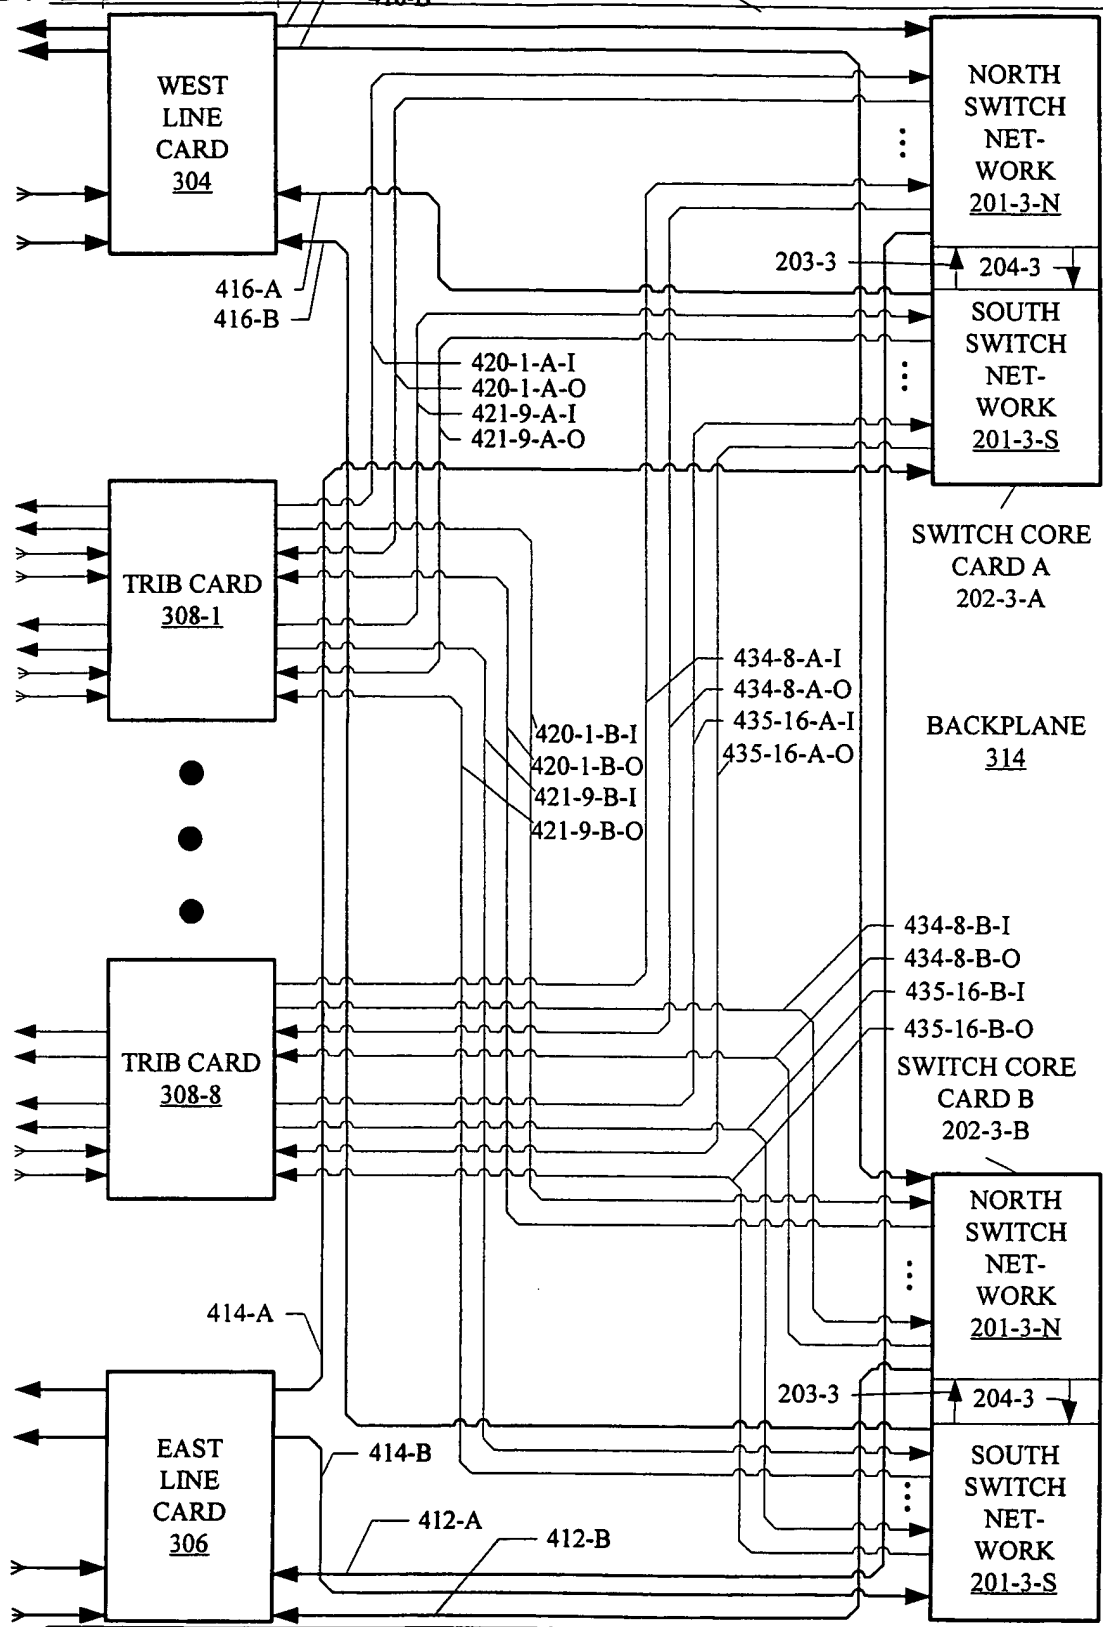 WEST
LINE
CARD
304
NORTH
SWITCH
NET-
WORK
201-3-N
203-3
204-3
416-A
416-B
SOUTH
SWITCH
NET-
WORK
201-3-S
420-1-A-I
420-1-A-O
421-9-A-I
421-9-A-O
SWITCH CORE
CARD A
202-3-A
TRIB CARD
308-1
434-8-A-I
434-8-A-O
435-16-A-I
435-16-A-O
BACKPLANE
314
420-1-B-I
420-1-B-O
421-9-B-I
421-9-B-O
434-8-B-I
434-8-B-O
435-16-B-I
435-16-B-O
TRIB CARD
308-8
SWITCH CORE
CARD B
202-3-B
NORTH
SWITCH
NET-
WORK
201-3-N
414-A
203-3
204-3
EAST
LINE
CARD
306
414-B
412-A
412-B
SOUTH
SWITCH
NET-
WORK
201-3-S